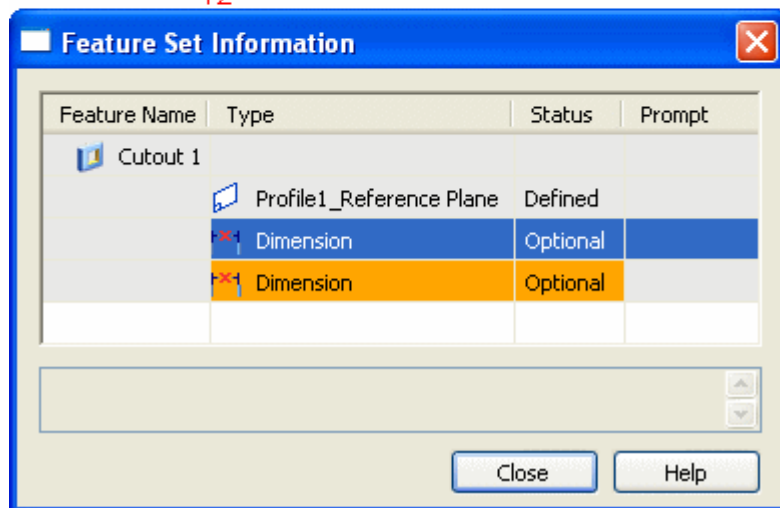 12
Feature Set Information
Feature Name Type Status Prompt
Cutout 1
Profile1_Reference Plane Defined
Dimension Optional
Dimension Optional
Close Help